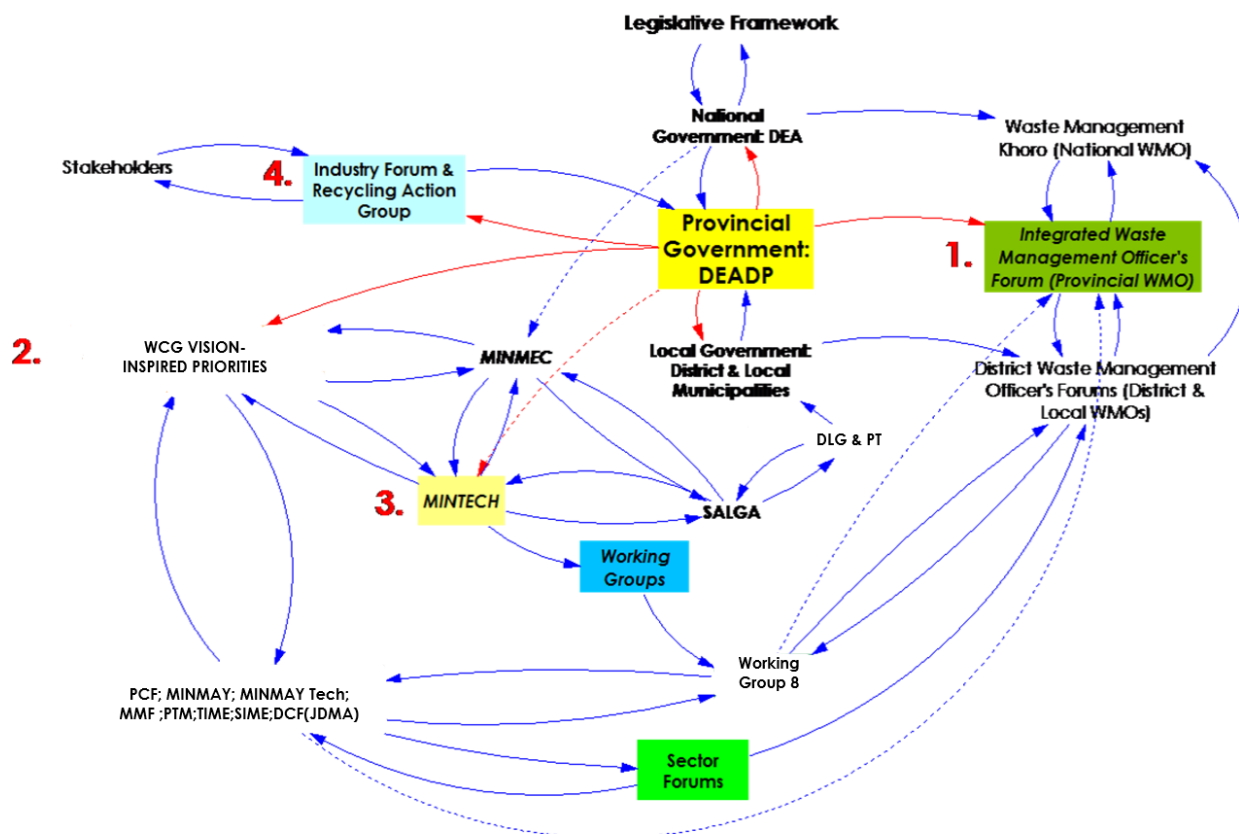 Legislative Framework
National
Government: DEA
Waste Management
Khoro (National WMO)
Stakeholders
4.
Industry Forum &
Recycling Action
Group
Provincial
Government:
DEADP
1.
Integrated Waste
Management Officer's
Forum (Provincial WMO)
2.
WCG VISION-
INSPIRED PRIORITIES
MINMEC
Local Government:
District & Local
Municipalities
District Waste Management
Officer's Forums (District &
Local WMOs)
DLG & PT
3.
MINTECH
SALGA
Working
Groups
Working
Group 8
PCF; MINMAY; MINMAY Tech;
MMF ;PTM;TIME;SIME;DCF(JDMA)
Sector
Forums